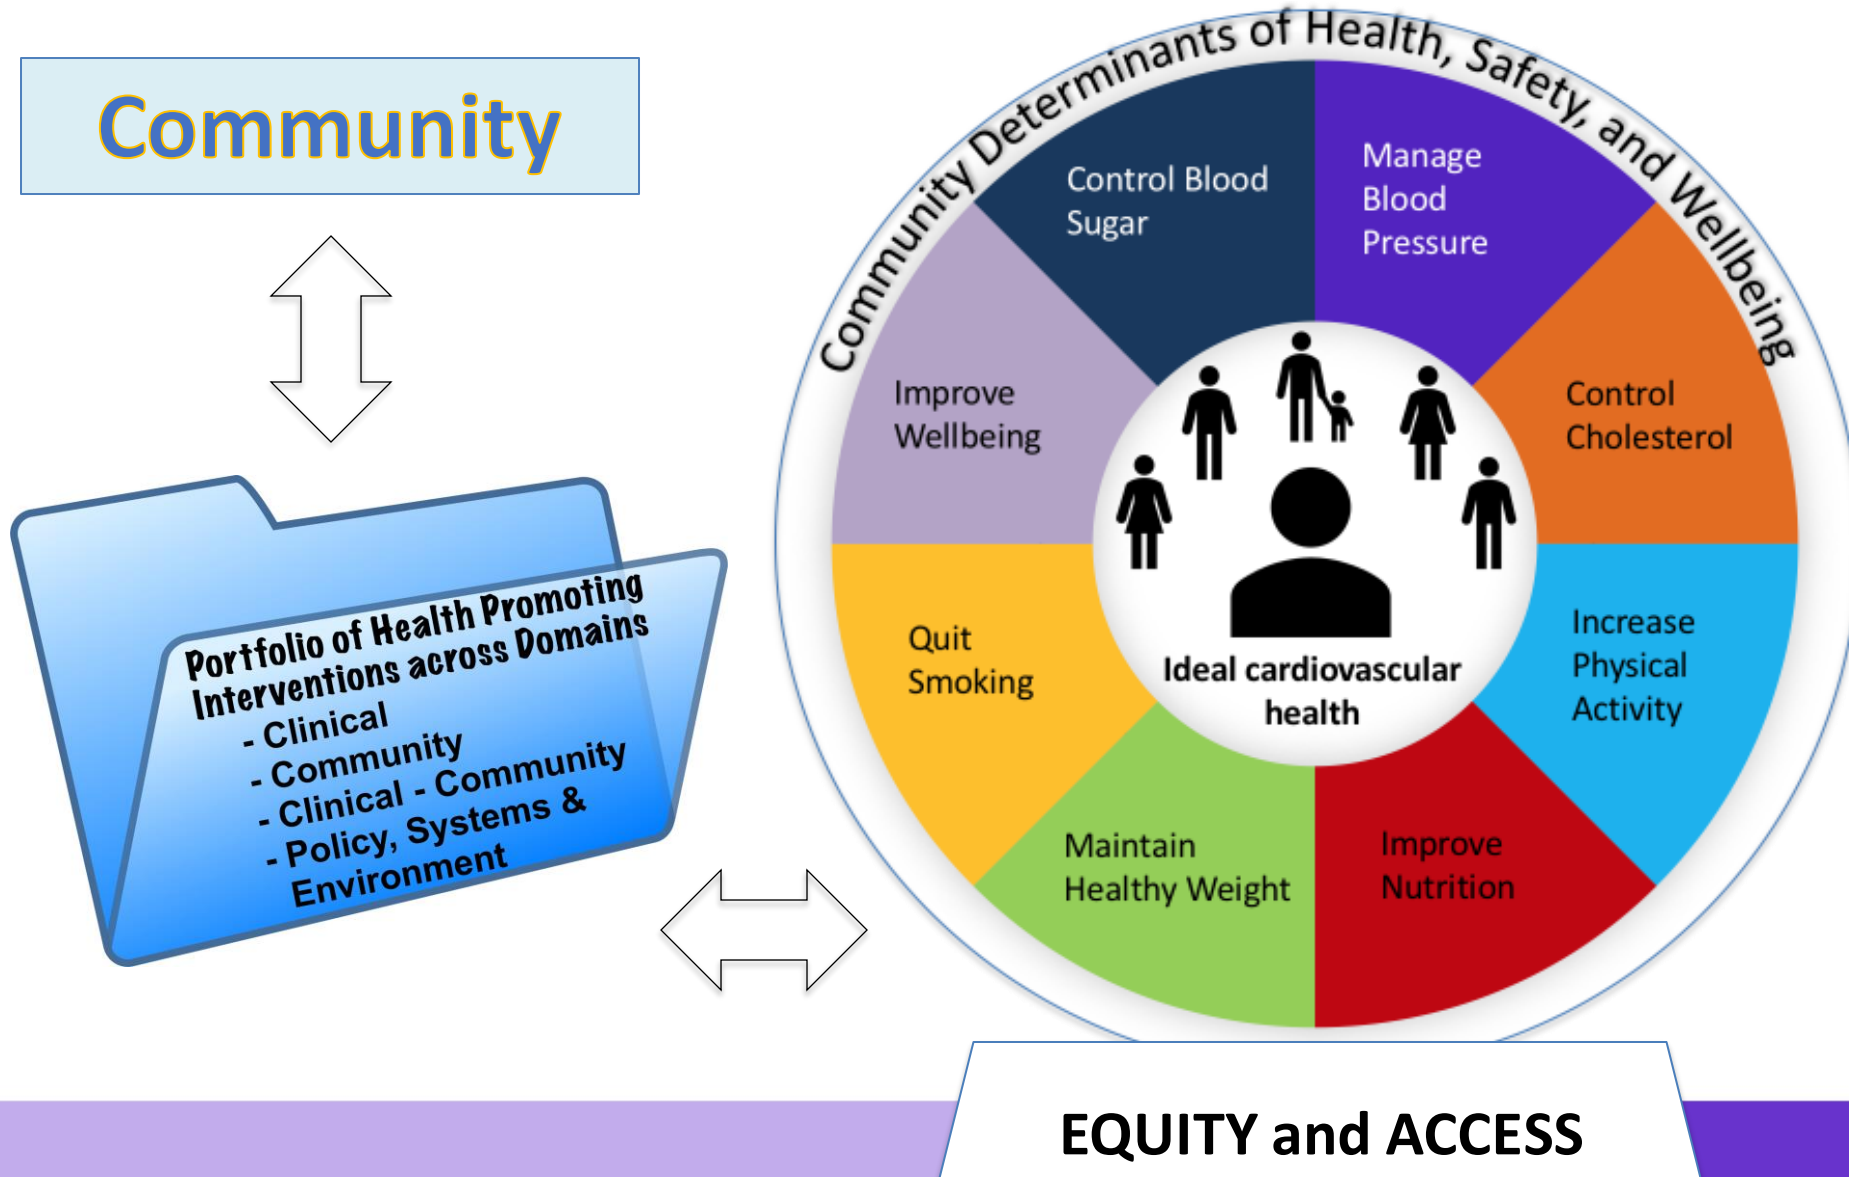 Community
Portfolio of Health Promoting
Interventions across Domains
- Clinical
- Community
- Clinical - Community
- Policy, Systems &
Environment
Community Determinants of Health, Safety, and Wellbeing
Control Blood
Sugar
Manage
Blood
Pressure
Control
Cholesterol
Increase
Physical
Activity
Improve
Nutrition
Maintain
Healthy Weight
Quit
Smoking
Improve
Wellbeing
Ideal cardiovascular
health
EQUITY and ACCESS